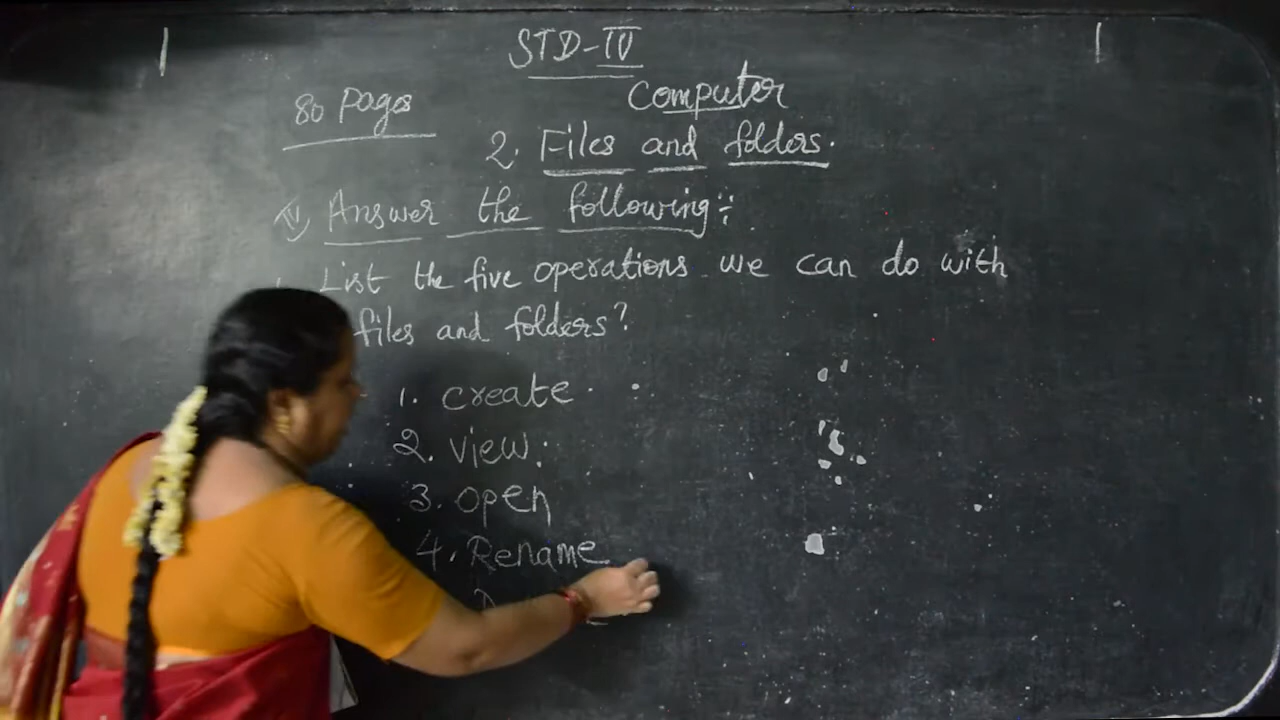 STD-IV
80 Pages
Computer
2. Files and folders.
IV) Answer the following:-
List the five operations we can do with
files and folders?
1. create.
2. view.
3. open
4. Rename